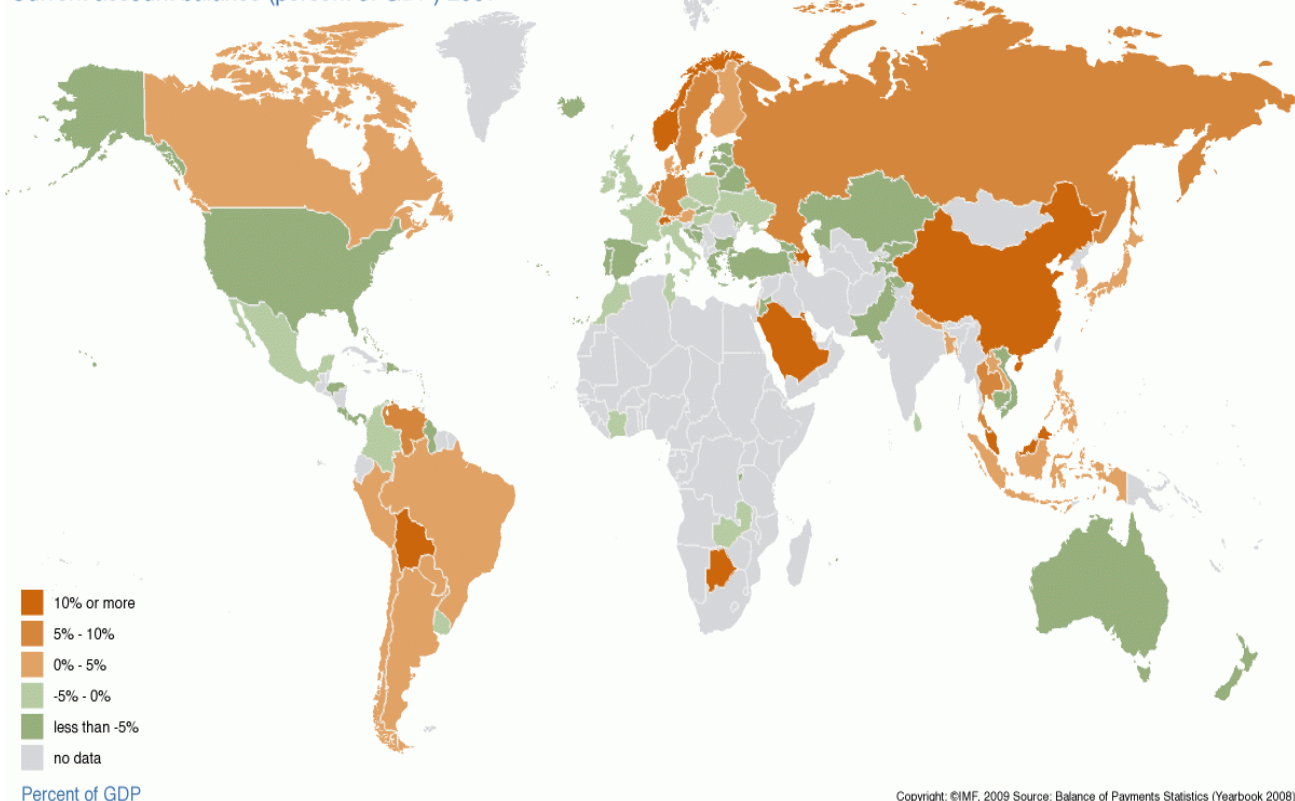 10% or more
5% - 10%
0% - 5%
-5% - 0%
less than -5%
no data
Percent of GDP
Copyright: ©IMF, 2009 Source: Balance of Payments Statistics (Yearbook 2008)